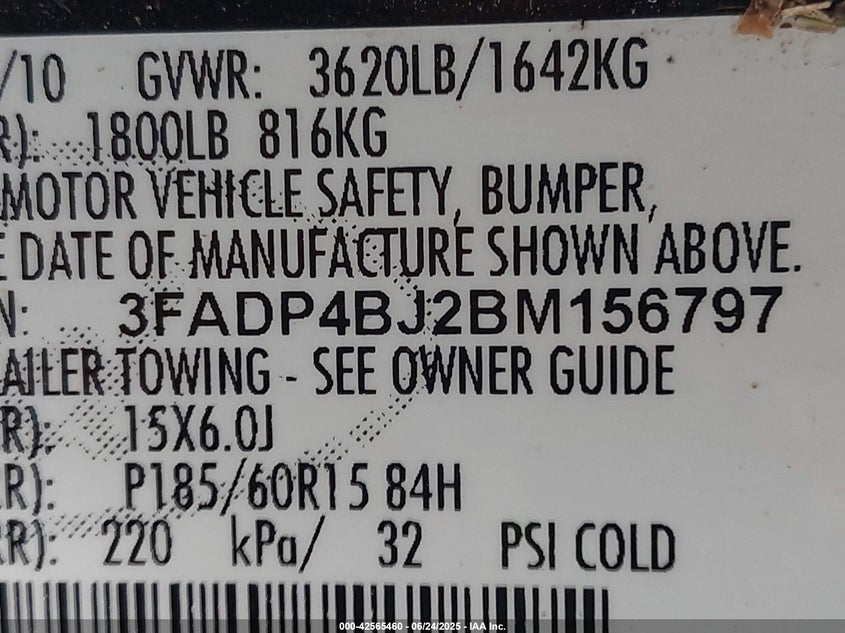 /10 GVWR: 3620LB/1642KG
R): 1800LB 816KG
MOTOR VEHICLE SAFETY, BUMPER,
E DATE OF MANUFACTURE SHOWN ABOVE.
N: 3FADP4BJ2BM156797
AILER TOWING - SEE OWNER GUIDE
R): 15X6.0J
RR): P185/60R15 84H
RR): 220 kPa/ 32 PSI COLD
000-42565460 - 06/24/2025 - IAA Inc.